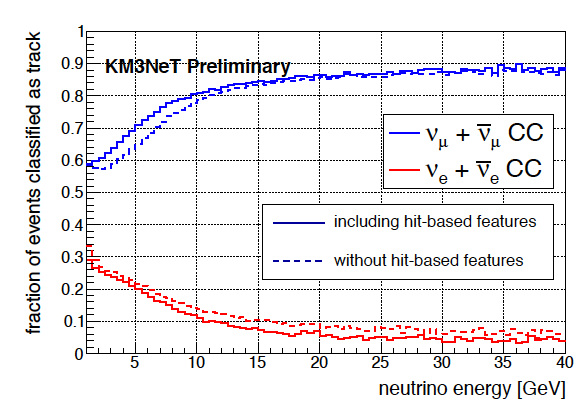 KM3NeT Preliminary
fraction of events classified as track
1
0.9
0.8
0.7
0.6
0.5
0.4
0.3
0.2
0.1
0
νμ + ν̅μ CC
νe + ν̅e CC
including hit-based features
without hit-based features
5 10 15 20 25 30 35 40
neutrino energy [GeV]